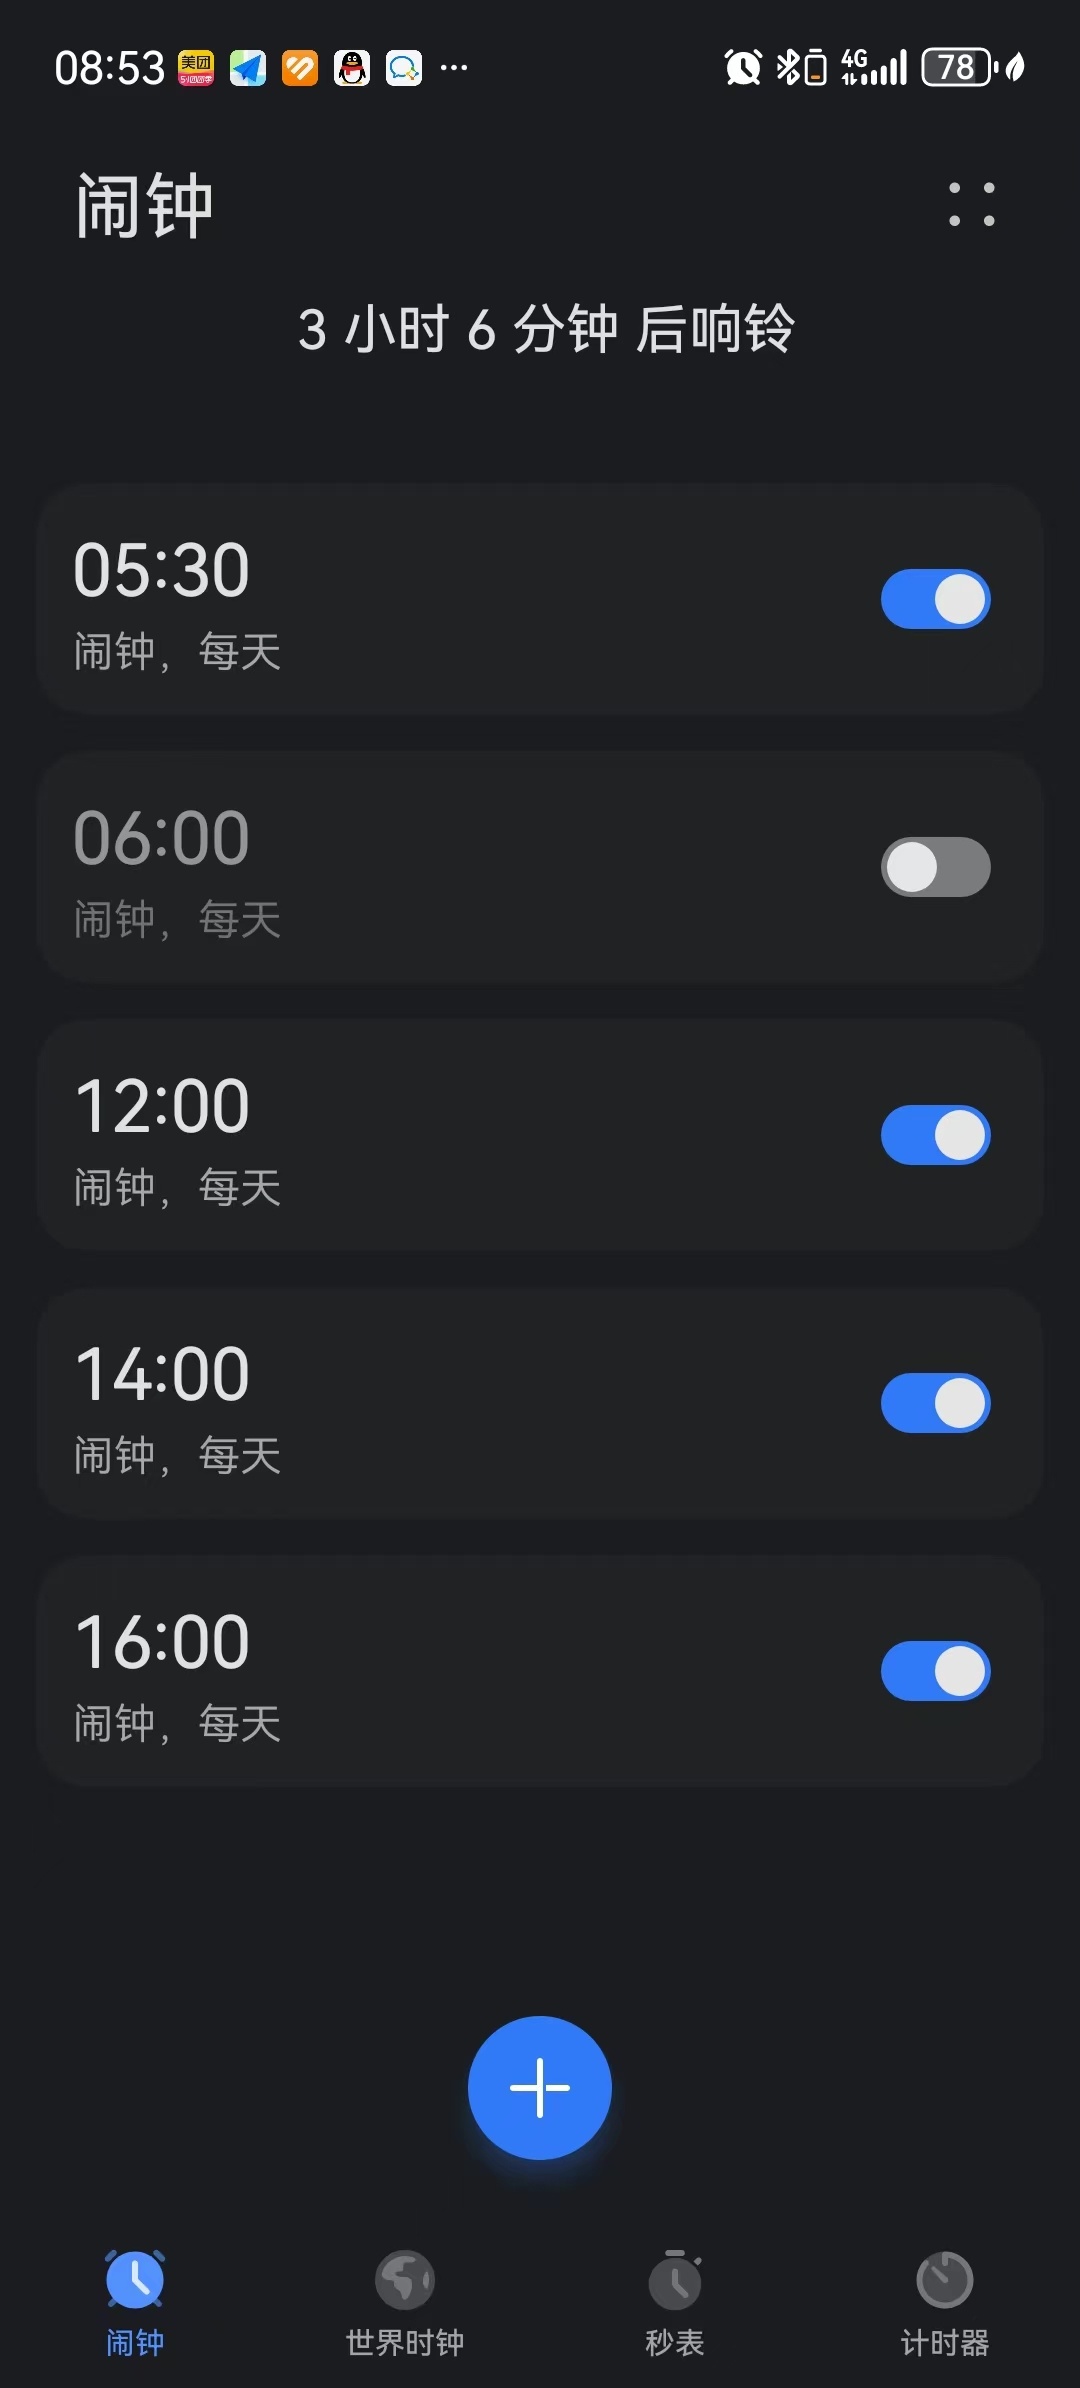 08:53 美团 4G 78
闹钟
3 小时 6 分钟 后响铃
05:30
闹钟，每天
06:00
闹钟，每天
12:00
闹钟，每天
14:00
闹钟，每天
16:00
闹钟，每天
闹钟 世界时钟 秒表 计时器